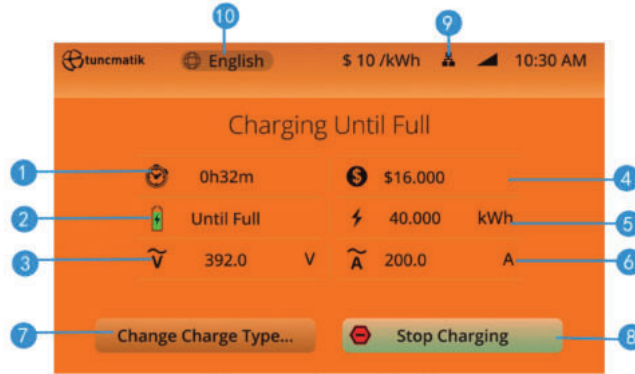 10
9
tuncmatik English $ 10 /kWh 10:30 AM
Charging Until Full
1 0h32m $ $16.000 4
2 Until Full 40.000 kWh 5
3 V 392.0 V A 200.0 A 6
7 Change Charge Type... Stop Charging 8